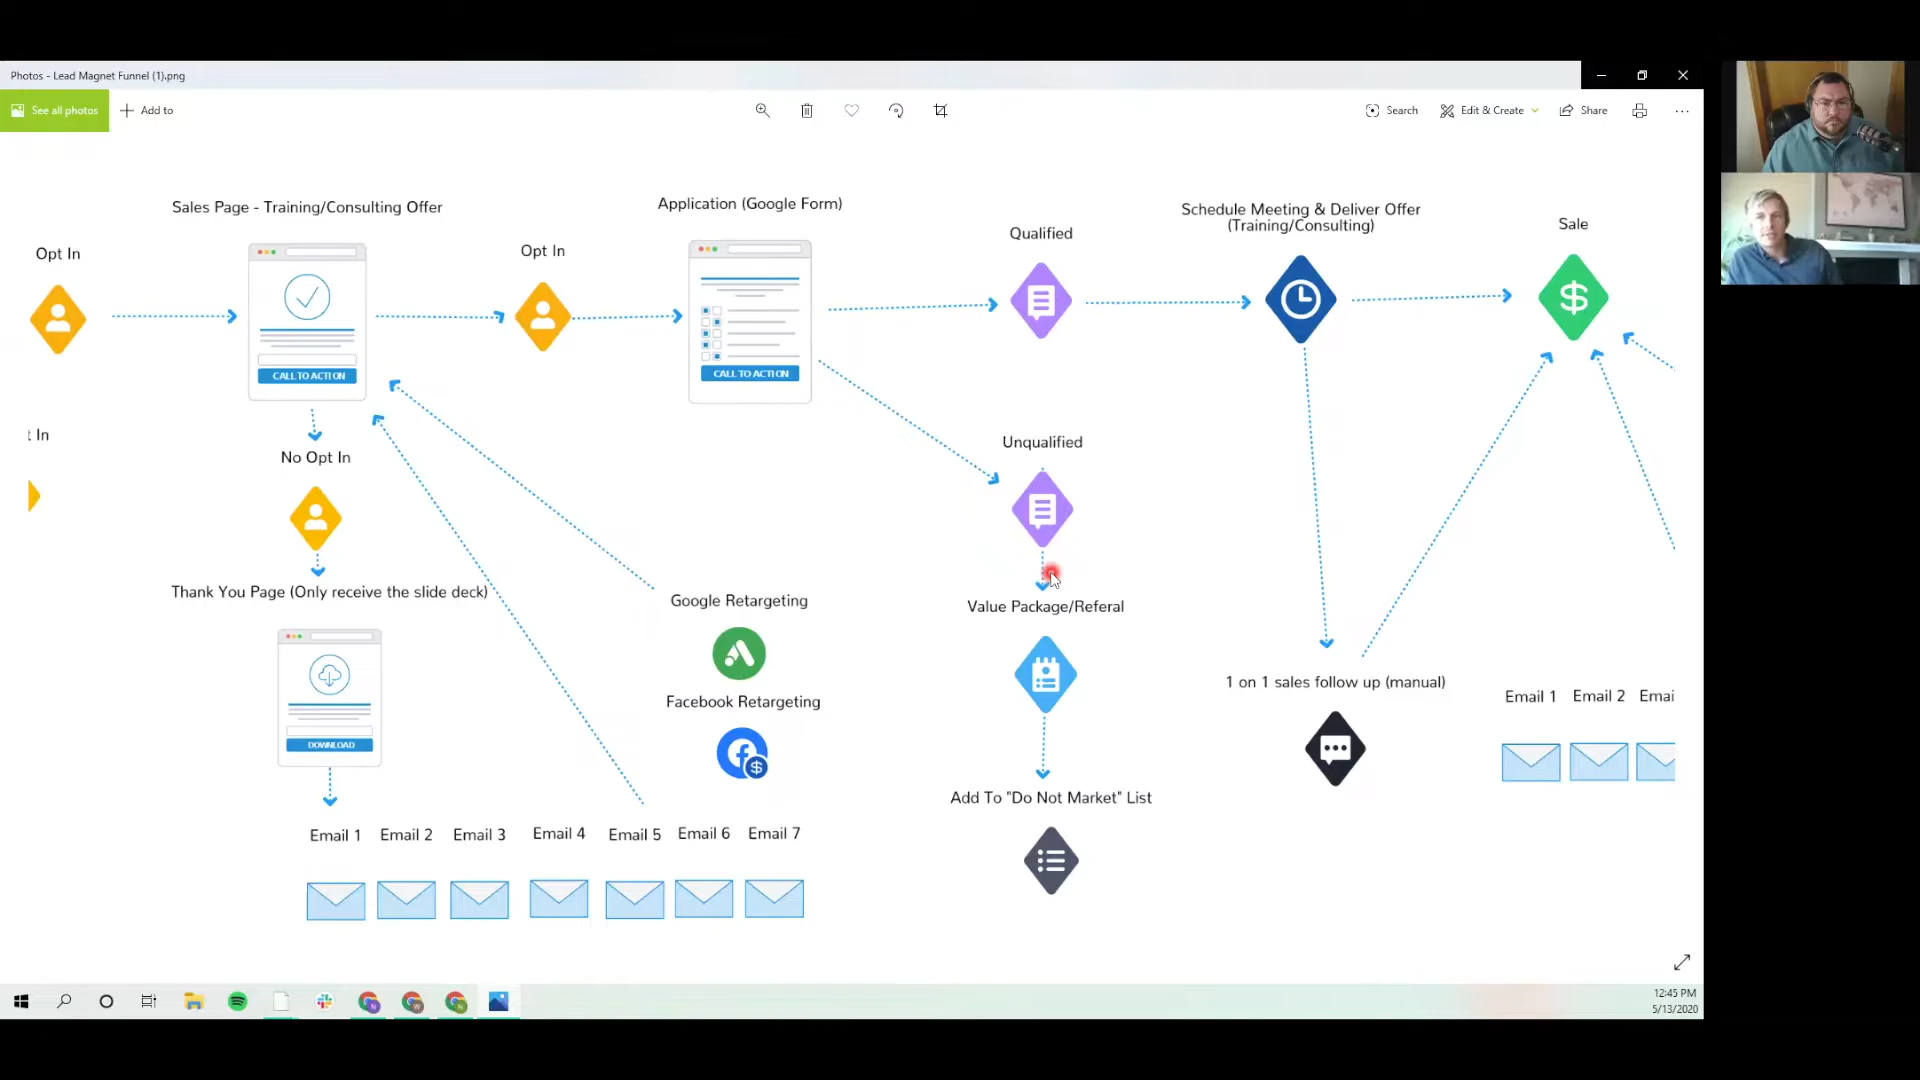 Photos - Lead Magnet Funnel (1).png
See all photos
Add to
Search
Edit & Create
Share
Sales Page - Training/Consulting Offer
Application (Google Form)
Schedule Meeting & Deliver Offer
(Training/Consulting)
Sale
Opt In
Opt In
Qualified
CALL TO ACTION
CALL TO ACTION
t In
No Opt In
Unqualified
Thank You Page (Only receive the slide deck)
Google Retargeting
Value Package/Referal
Facebook Retargeting
1 on 1 sales follow up (manual)
Email 1
Email 2
Emai
DOWNLOAD
Add To "Do Not Market" List
Email 1
Email 2
Email 3
Email 4
Email 5
Email 6
Email 7
12:45 PM
5/13/2020